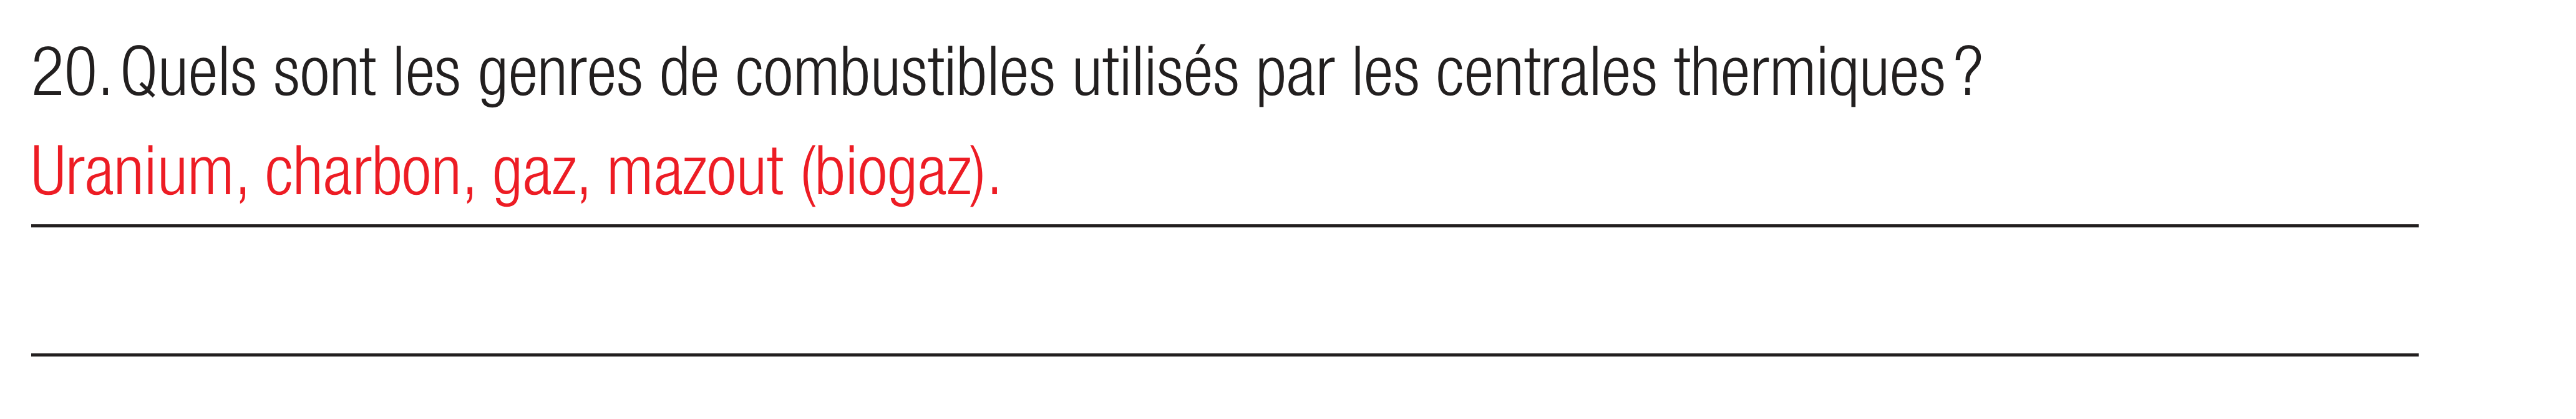 20. Quels sont les genres de combustibles utilisés par les centrales thermiques ?
Uranium, charbon, gaz, mazout (biogaz).